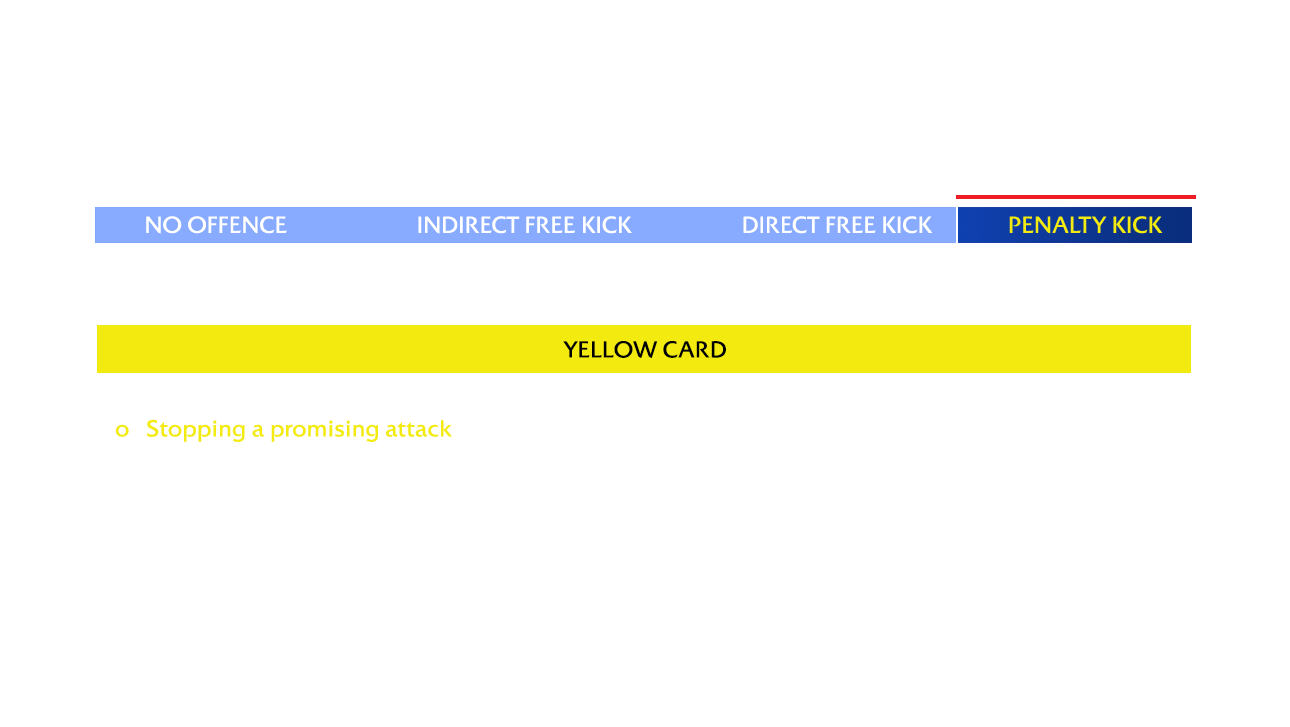 NO OFFENCE INDIRECT FREE KICK DIRECT FREE KICK PENALTY KICK
YELLOW CARD
o Stopping a promising attack